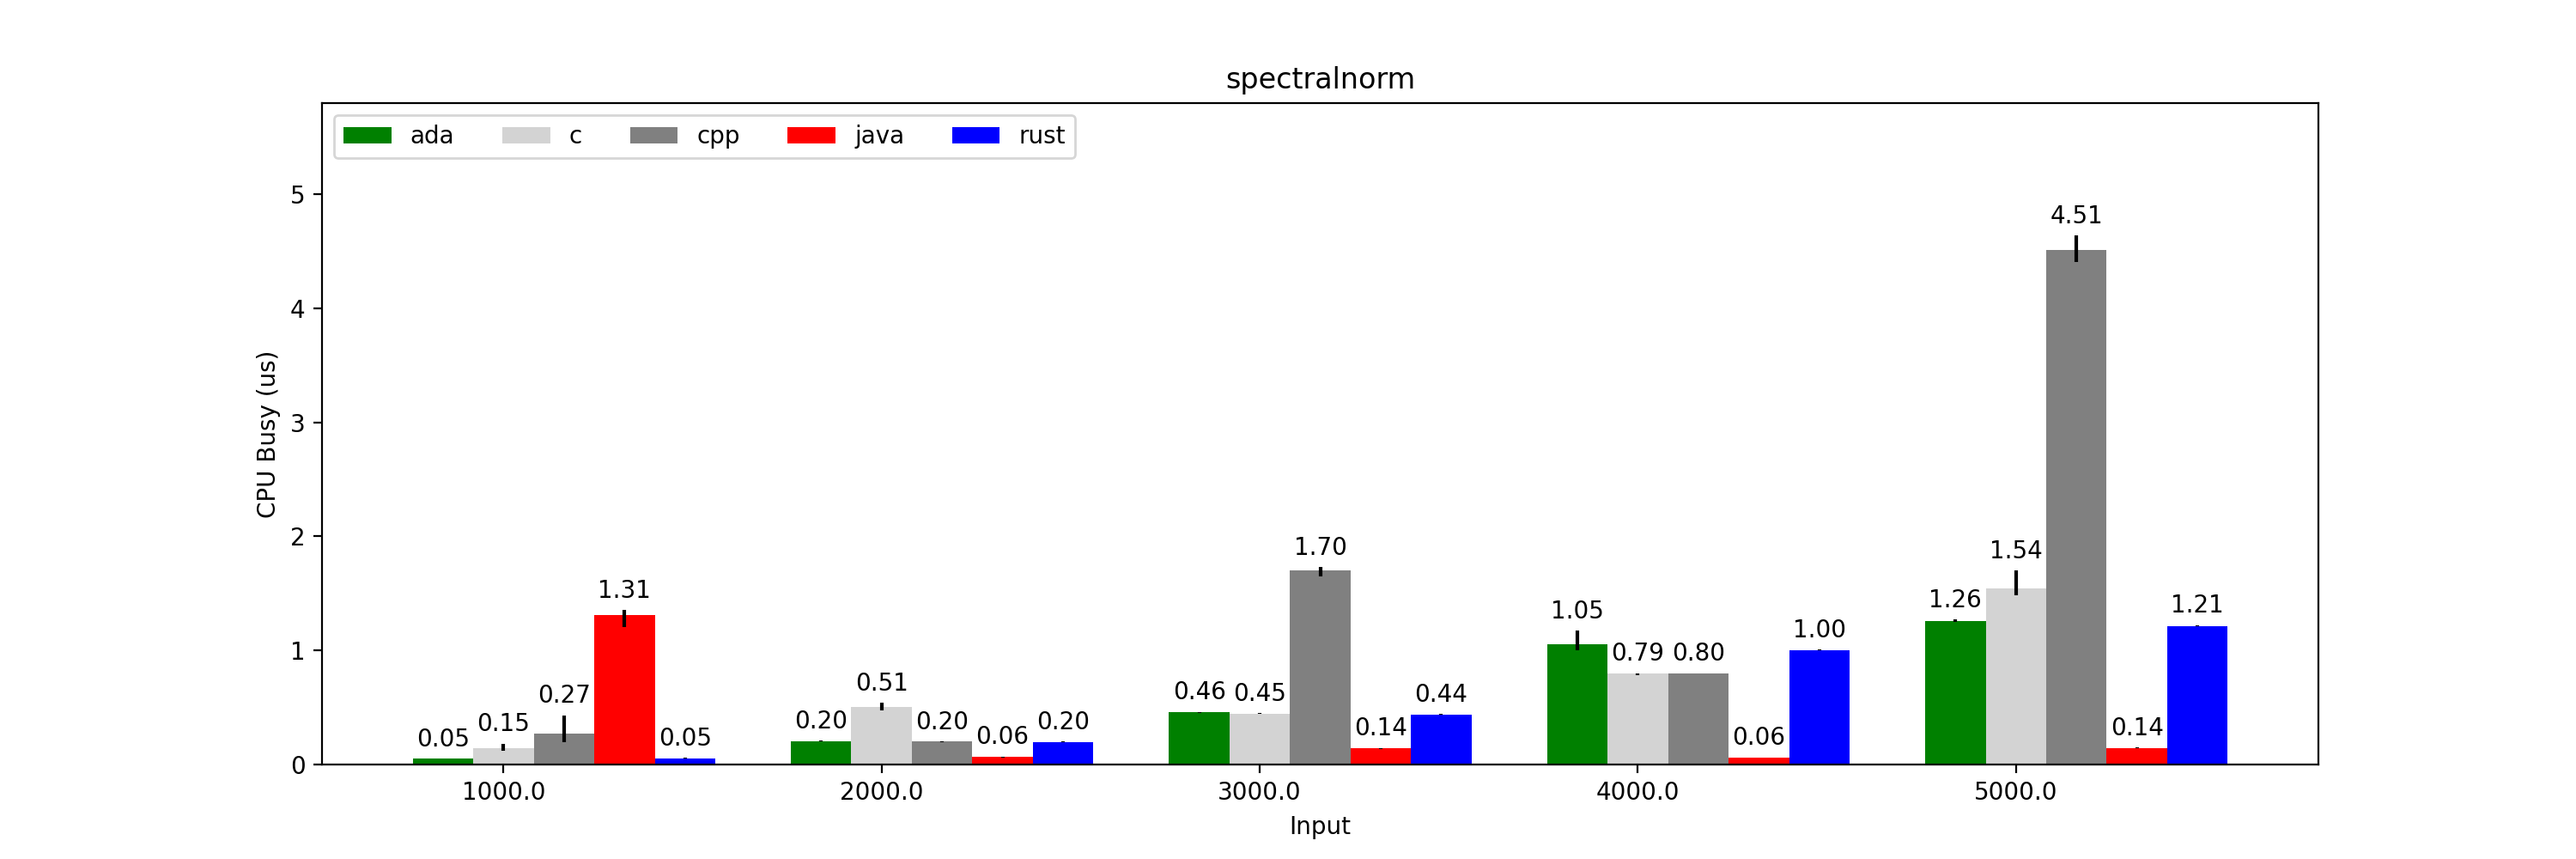 spectralnorm
ada c cpp java rust
CPU Busy (us)
5
4
3
2
1
0
0.05 0.15 0.27 1.31 0.05
0.20 0.51 0.20 0.06 0.20
0.46 0.45 1.70 0.14 0.44
1.05 0.79 0.80 0.06 1.00
1.26 1.54 4.51 0.14 1.21
1000.0 2000.0 3000.0 4000.0 5000.0
Input